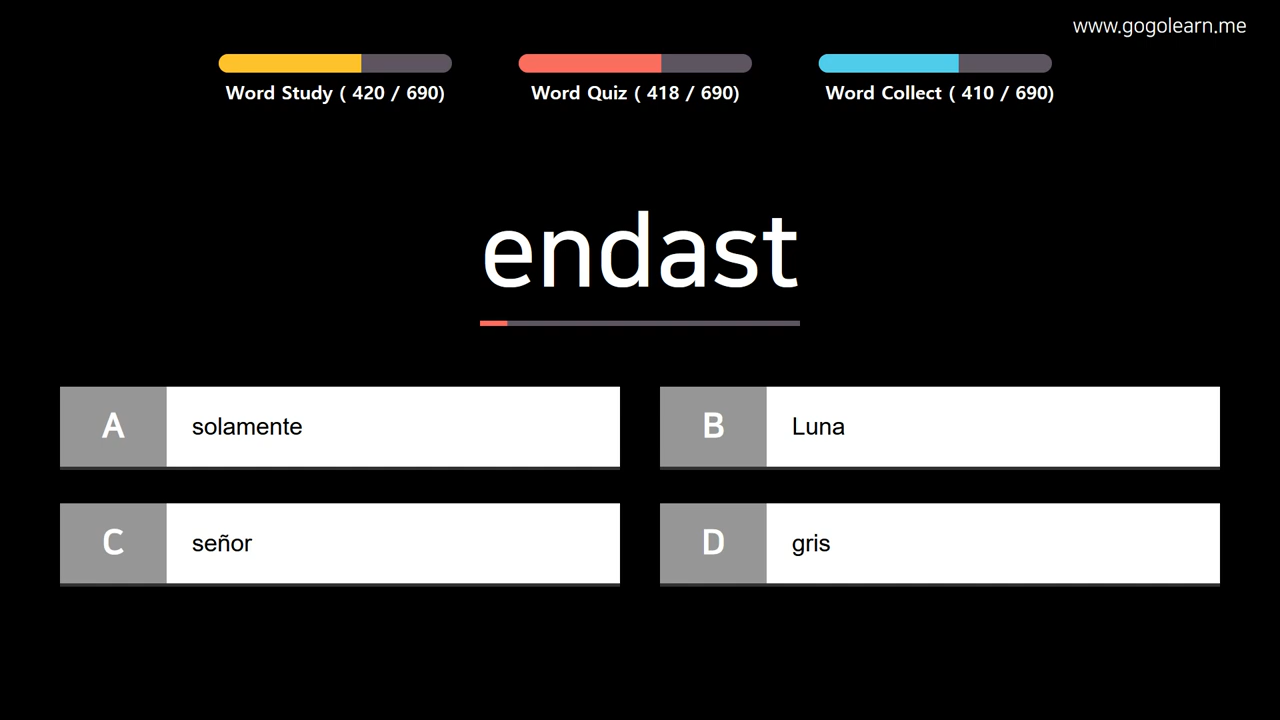 www.gogolearn.me
Word Study ( 420 / 690)
Word Quiz ( 418 / 690)
Word Collect ( 410 / 690)
endast
A solamente
B Luna
C señor
D gris